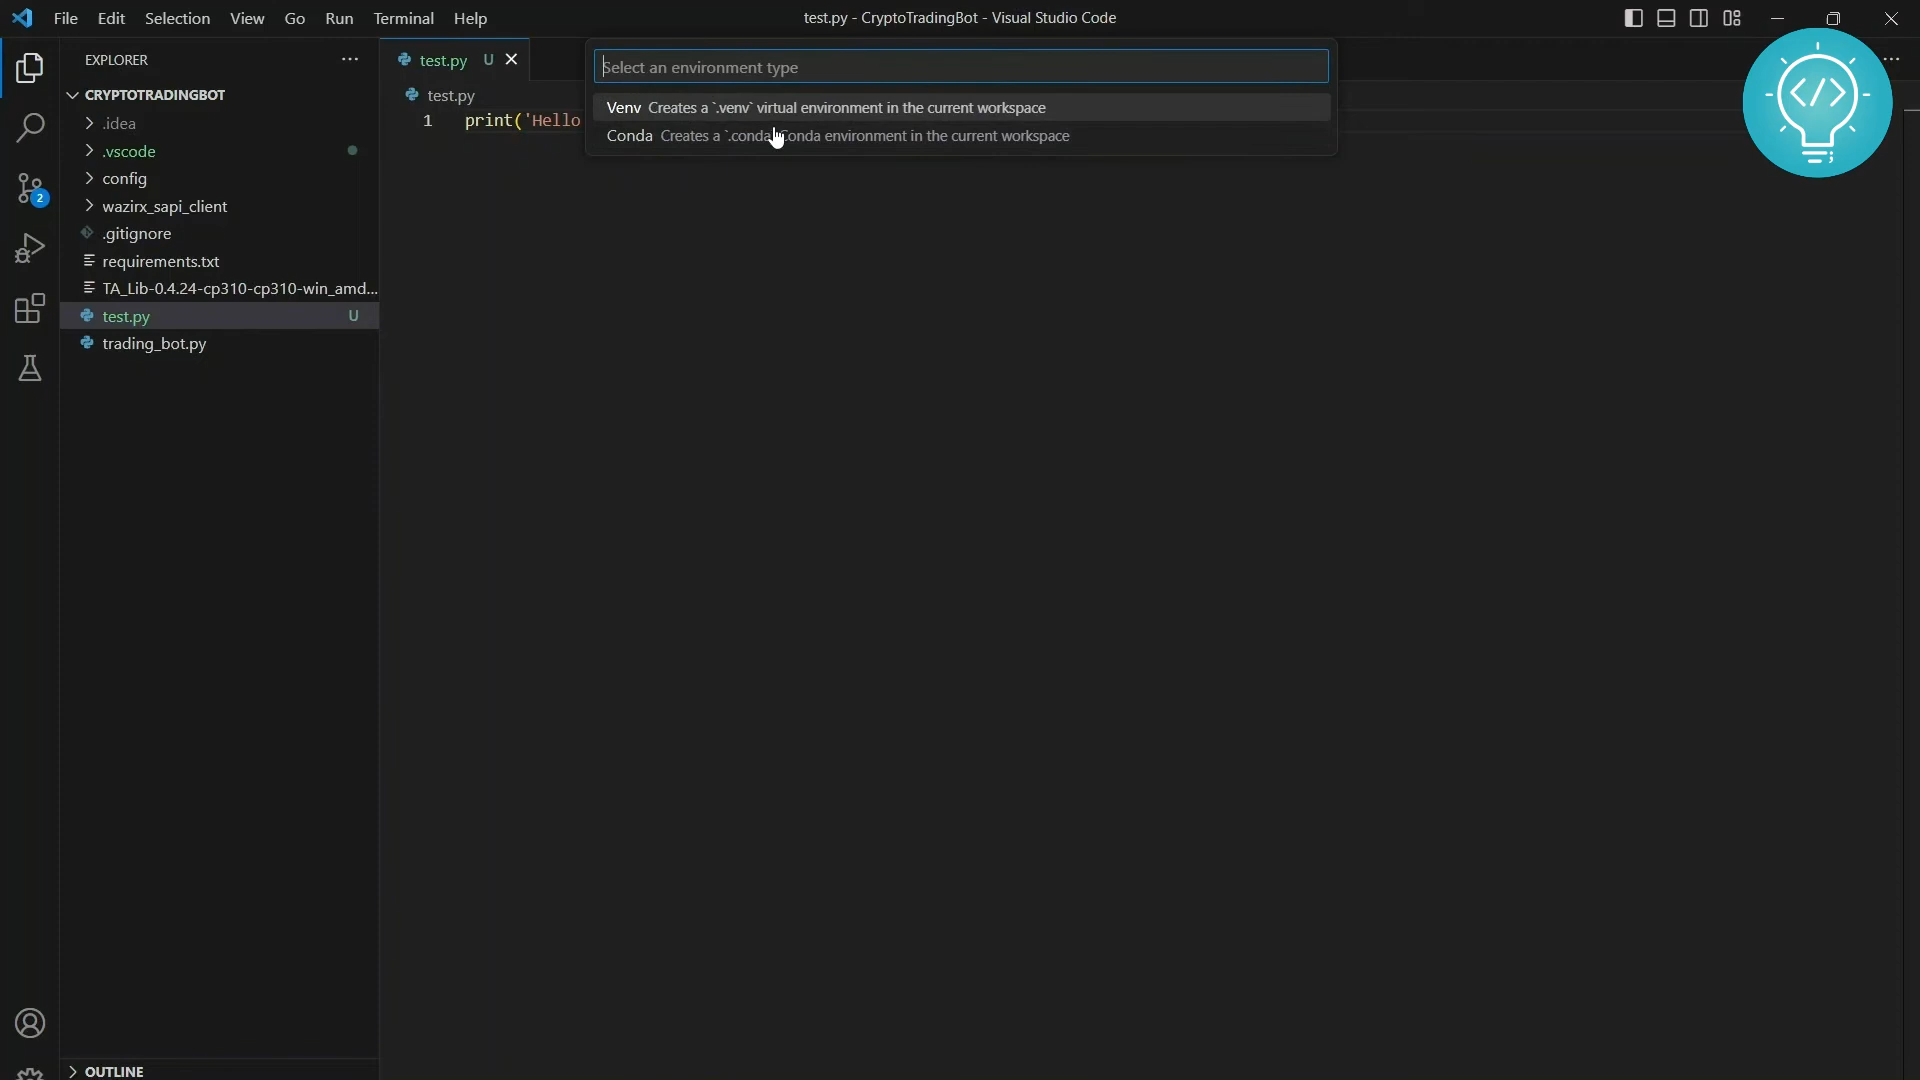 File Edit Selection View Go Run Terminal Help
test.py - CryptoTradingBot - Visual Studio Code
EXPLORER
CRYPTOTRADINGBOT
.idea
.vscode
config
wazirx_sapi_client
.gitignore
requirements.txt
TA_Lib-0.4.24-cp310-cp310-win_amd...
test.py U
trading_bot.py
OUTLINE
2
test.py U
test.py
1 print('Hello
Select an environment type
Venv Creates a `.venv` virtual environment in the current workspace
Conda Creates a `.conda` Conda environment in the current workspace